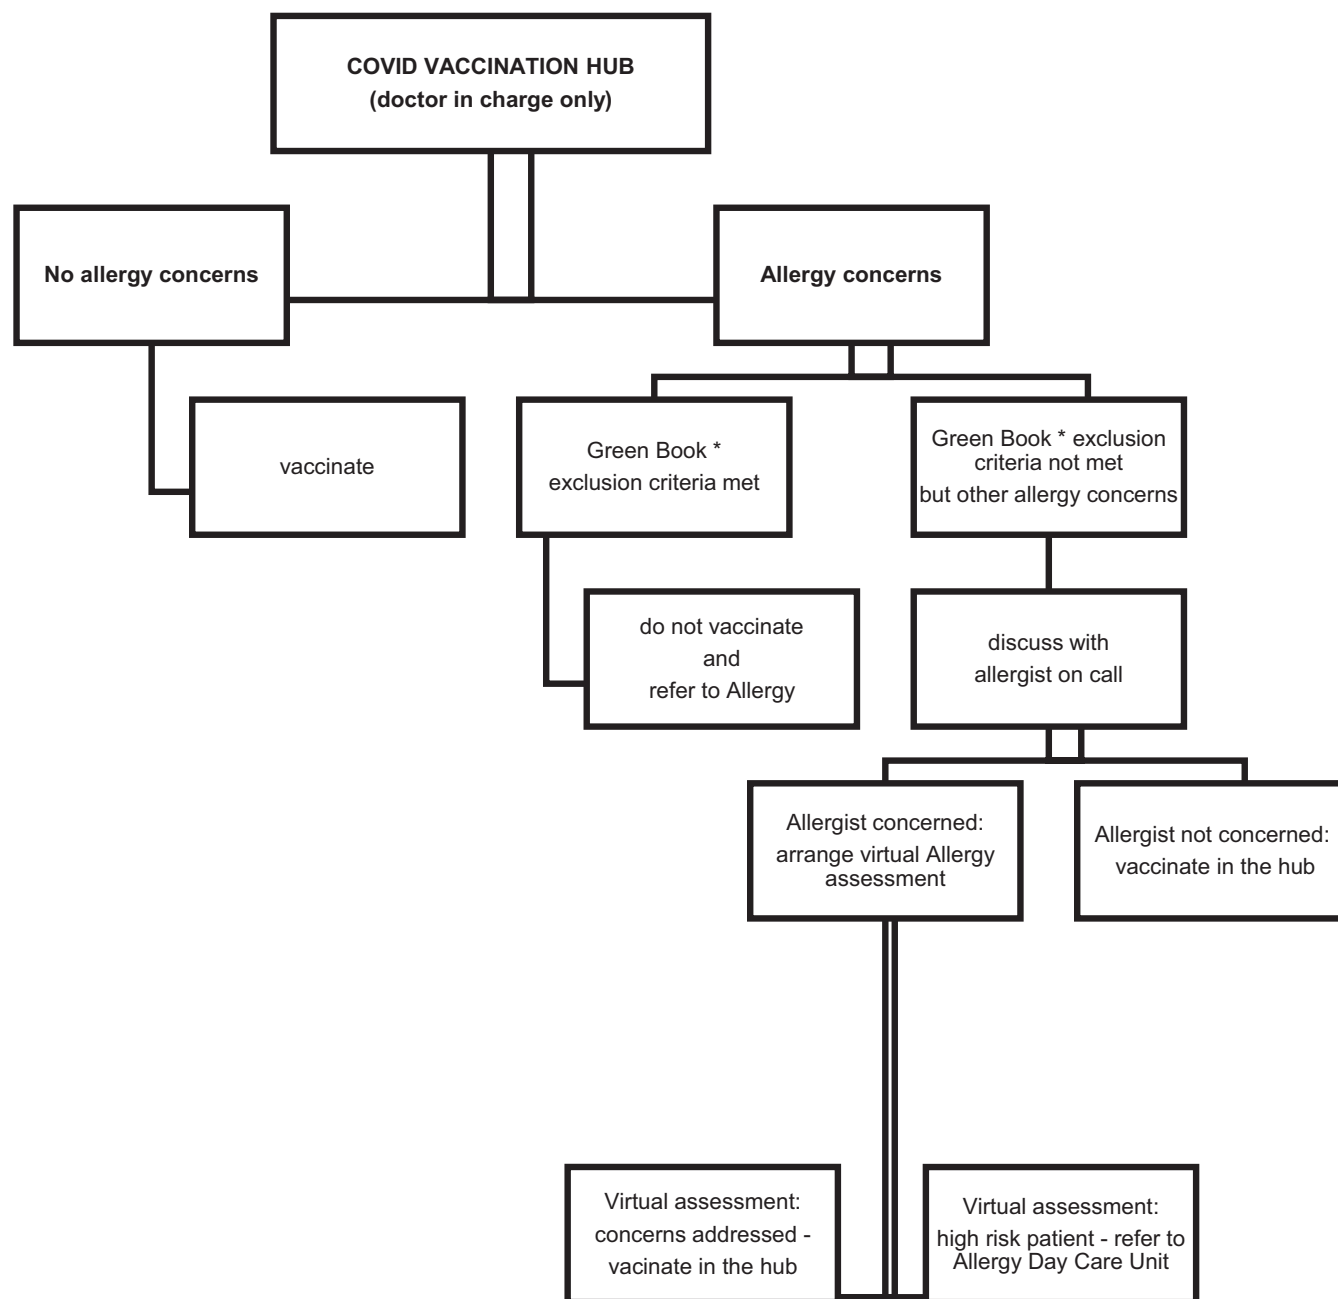 COVID VACCINATION HUB
(doctor in charge only)
No allergy concerns
Allergy concerns
vaccinate
Green Book *
exclusion criteria met
Green Book * exclusion
criteria not met
but other allergy concerns
do not vaccinate
and
refer to Allergy
discuss with
allergist on call
Allergist concerned:
arrange virtual Allergy
assessment
Allergist not concerned:
vaccinate in the hub
Virtual assessment:
concerns addressed -
vacinate in the hub
Virtual assessment:
high risk patient - refer to
Allergy Day Care Unit